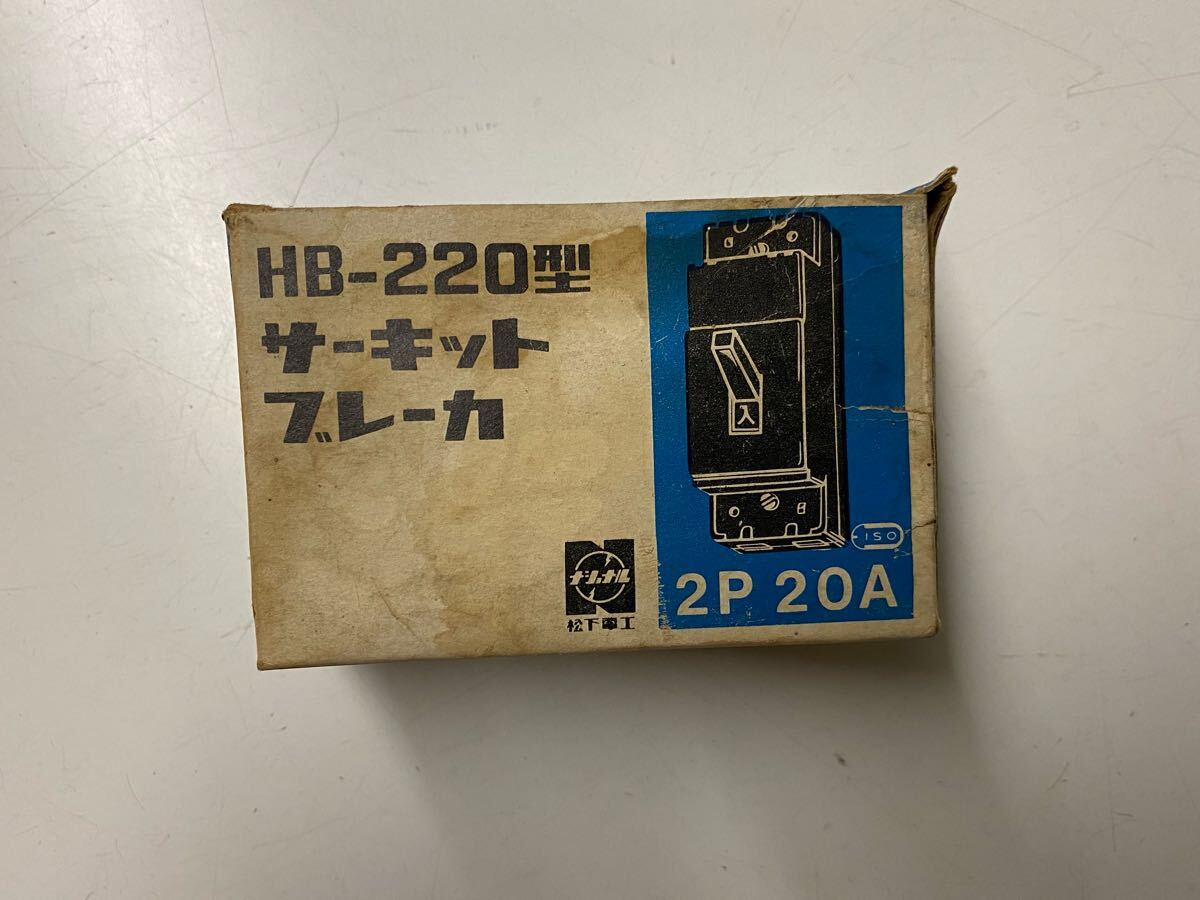 HB-220型
サーキット
ブレーカ
ナショナル
松下電工
入
ISO
2P 20A